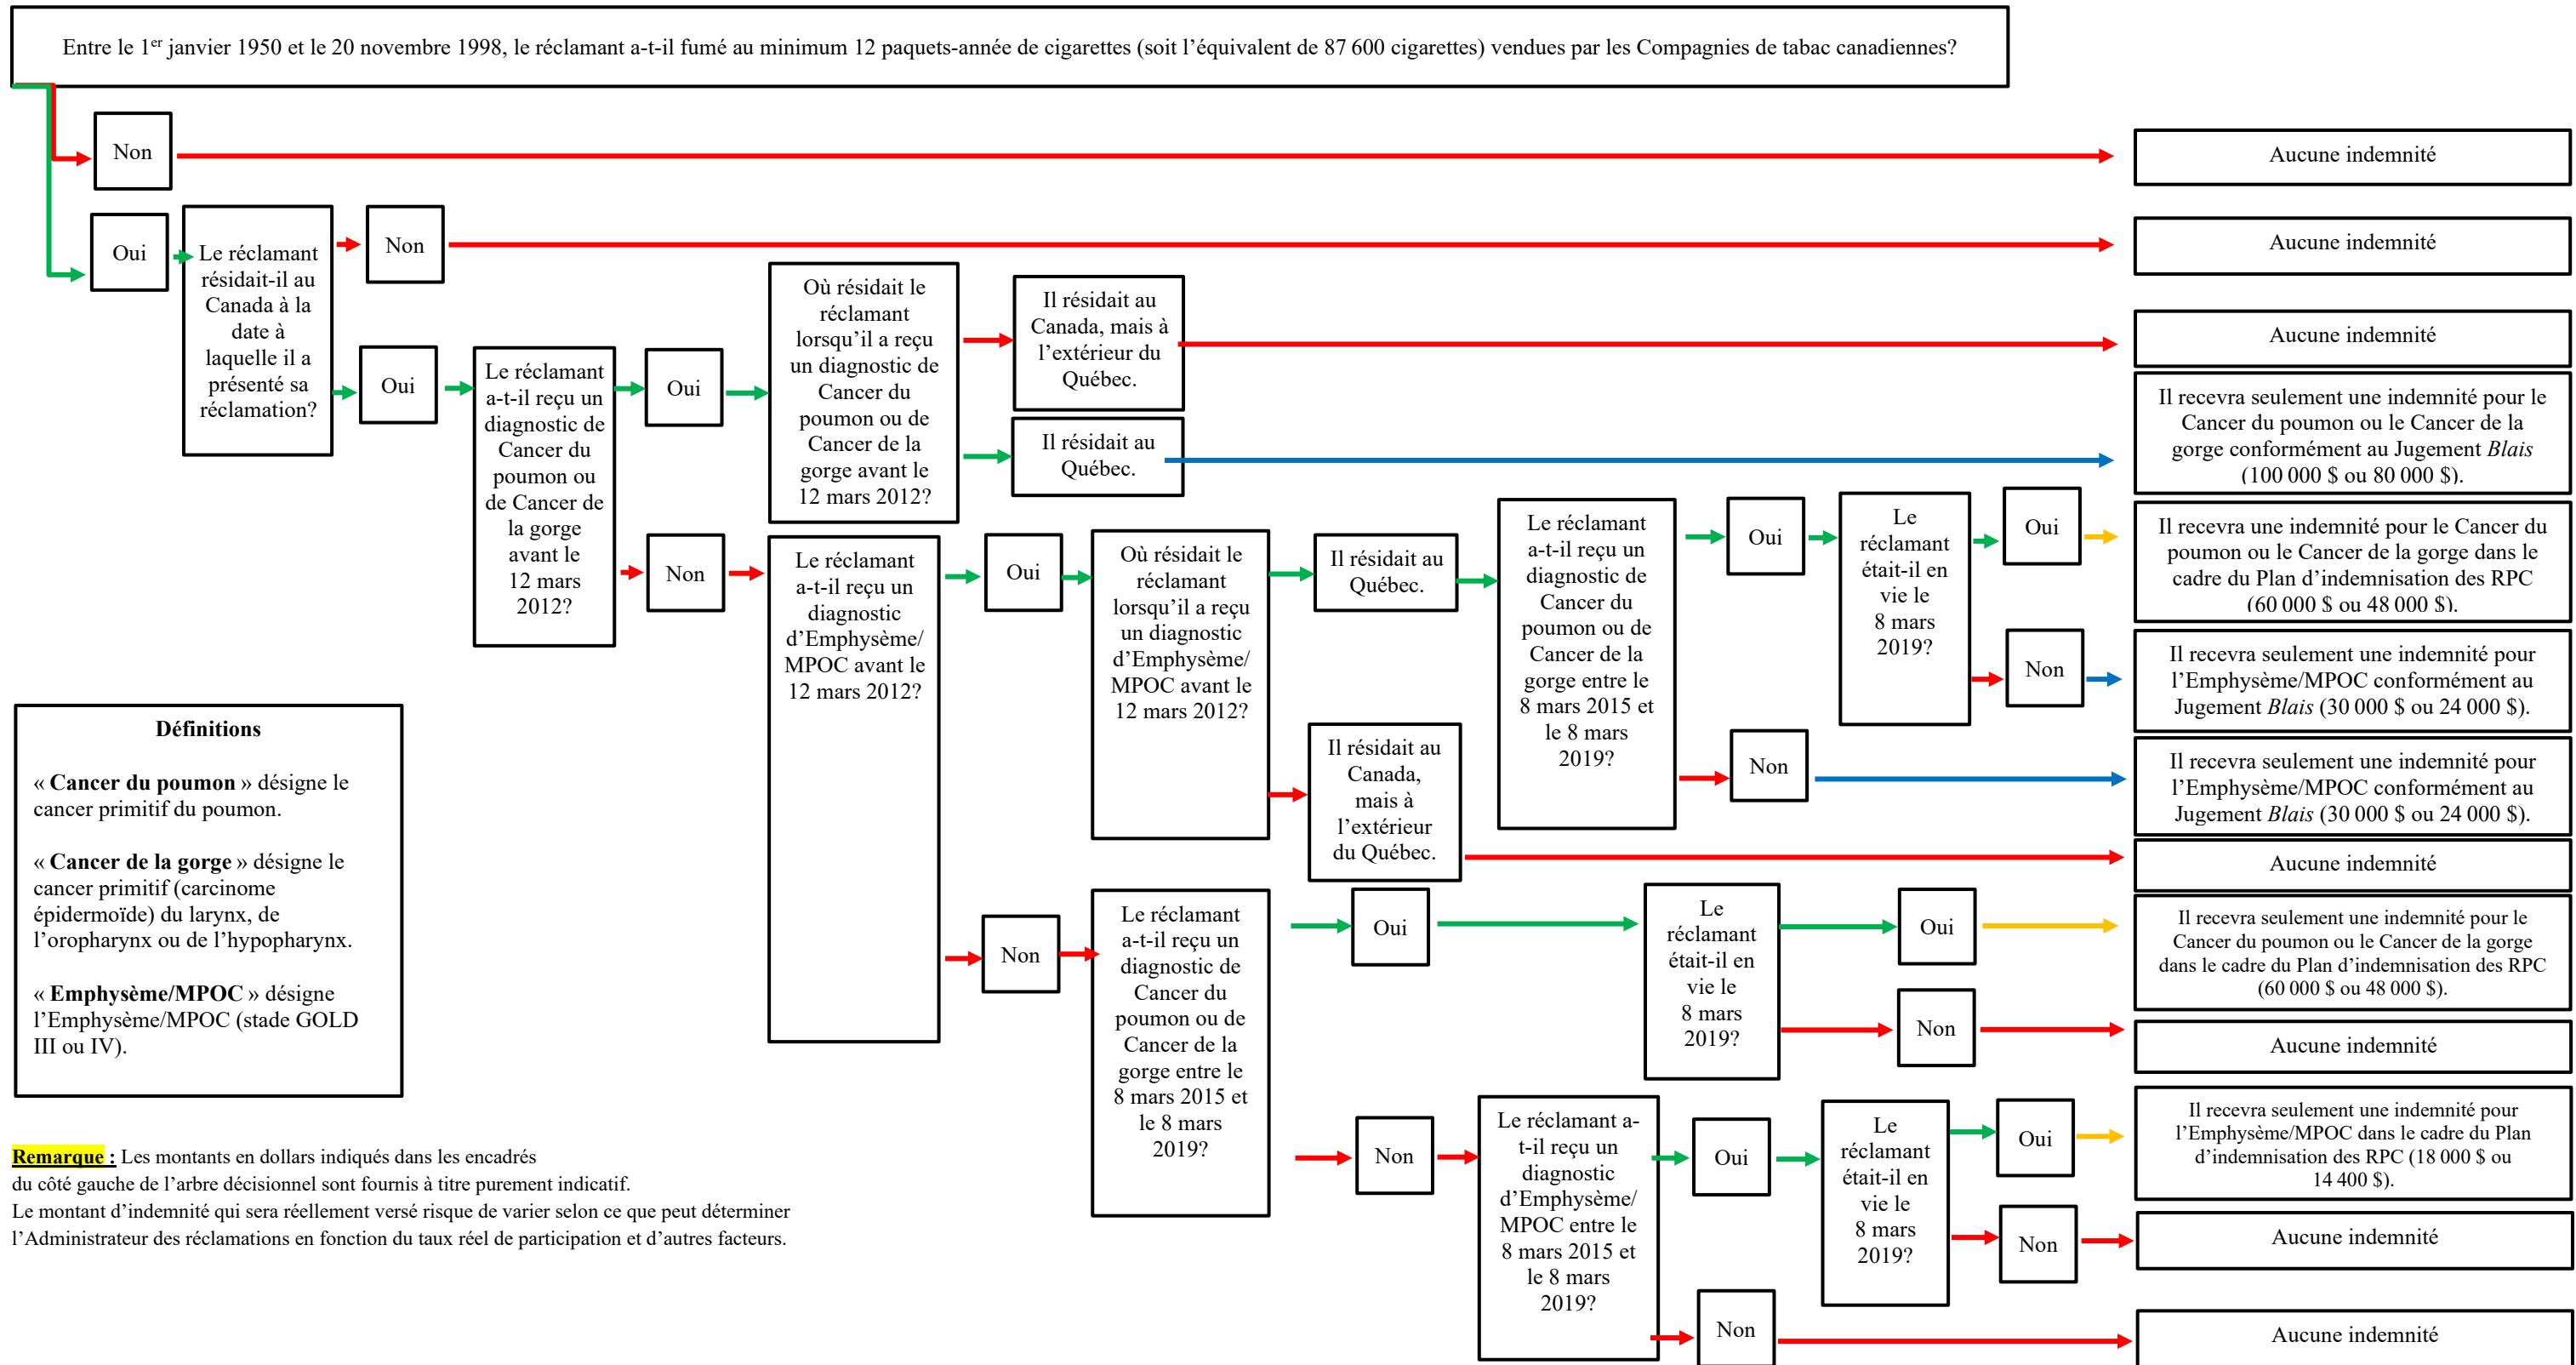 Entre le 1er janvier 1950 et le 20 novembre 1998, le réclamant a-t-il fumé au minimum 12 paquets-année de cigarettes (soit l’équivalent de 87 600 cigarettes) vendues par les Compagnies de tabac canadiennes?
Non
Aucune indemnité
Oui
Le réclamant
résidait-il au
Canada à la
date à
laquelle il a
présenté sa
réclamation?
Non
Aucune indemnité
Oui
Le réclamant
a-t-il reçu un
diagnostic de
Cancer du
poumon ou
de Cancer de
la gorge
avant le
12 mars
2012?
Oui
Où résidait le
réclamant
lorsqu’il a reçu
un diagnostic de
Cancer du
poumon ou de
Cancer de la
gorge avant le
12 mars 2012?
Il résidait au
Canada, mais à
l’extérieur du
Québec.
Aucune indemnité
Il résidait au
Québec.
Il recevra seulement une indemnité pour le
Cancer du poumon ou le Cancer de la
gorge conformément au Jugement Blais
(100 000 $ ou 80 000 $).
Non
Le réclamant
a-t-il reçu un
diagnostic
d’Emphysème/
MPOC avant le
12 mars 2012?
Oui
Où résidait le
réclamant
lorsqu’il a reçu
un diagnostic
d’Emphysème/
MPOC avant le
12 mars 2012?
Il résidait au
Québec.
Le réclamant
a-t-il reçu un
diagnostic de
Cancer du
poumon ou de
Cancer de la
gorge entre le
8 mars 2015 et
le 8 mars
2019?
Oui
Le
réclamant
était-il en
vie le
8 mars
2019?
Oui
Il recevra une indemnité pour le Cancer du
poumon ou le Cancer de la gorge dans le
cadre du Plan d’indemnisation des RPC
(60 000 $ ou 48 000 $).
Non
Il recevra seulement une indemnité pour
l’Emphysème/MPOC conformément au
Jugement Blais (30 000 $ ou 24 000 $).
Non
Il recevra seulement une indemnité pour
l’Emphysème/MPOC conformément au
Jugement Blais (30 000 $ ou 24 000 $).
Il résidait au
Canada,
mais à
l’extérieur
du Québec.
Aucune indemnité
Non
Le réclamant
a-t-il reçu un
diagnostic de
Cancer du
poumon ou de
Cancer de la
gorge entre le
8 mars 2015 et
le 8 mars
2019?
Oui
Le
réclamant
était-il en
vie le
8 mars
2019?
Oui
Il recevra seulement une indemnité pour le
Cancer du poumon ou le Cancer de la gorge
dans le cadre du Plan d’indemnisation des RPC
(60 000 $ ou 48 000 $).
Non
Aucune indemnité
Non
Le réclamant a-
t-il reçu un
diagnostic
d’Emphysème/
MPOC entre le
8 mars 2015 et
le 8 mars
2019?
Oui
Le
réclamant
était-il en
vie le
8 mars
2019?
Oui
Il recevra seulement une indemnité pour
l’Emphysème/MPOC dans le cadre du Plan
d’indemnisation des RPC (18 000 $ ou
14 400 $).
Non
Aucune indemnité
Non
Aucune indemnité
Définitions
« Cancer du poumon » désigne le
cancer primitif du poumon.
« Cancer de la gorge » désigne le
cancer primitif (carcinome
épidermoïde) du larynx, de
l’oropharynx ou de l’hypopharynx.
« Emphysème/MPOC » désigne
l’Emphysème/MPOC (stade GOLD
III ou IV).
Remarque : Les montants en dollars indiqués dans les encadrés
du côté gauche de l’arbre décisionnel sont fournis à titre purement indicatif.
Le montant d’indemnité qui sera réellement versé risque de varier selon ce que peut déterminer
l’Administrateur des réclamations en fonction du taux réel de participation et d’autres facteurs.